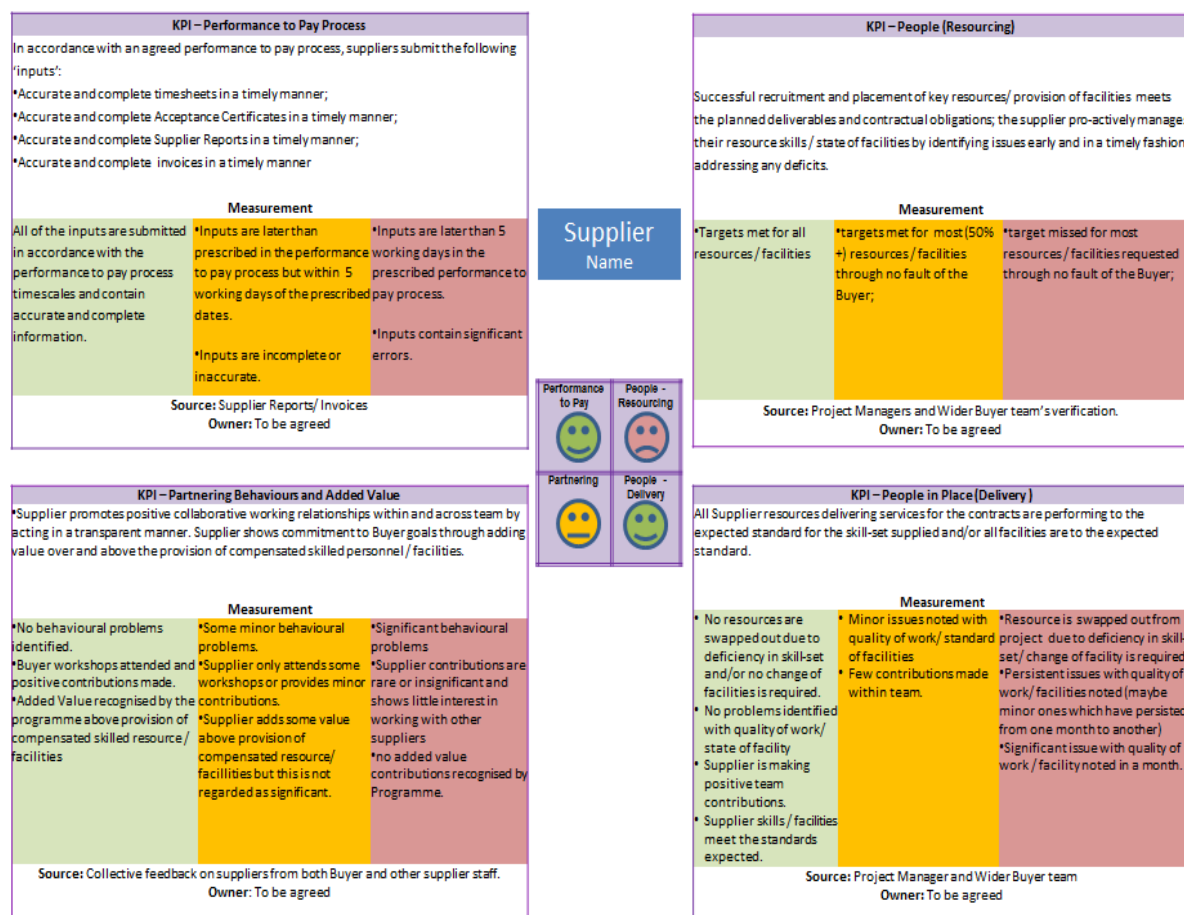 KPI – Performance to Pay Process
In accordance with an agreed performance to pay process, suppliers submit the following
'inputs':
•Accurate and complete timesheets in a timely manner;
•Accurate and complete Acceptance Certificates in a timely manner;
•Accurate and complete Supplier Reports in a timely manner;
•Accurate and complete invoices in a timely manner
Measurement
All of the inputs are submitted
in accordance with the
performance to pay process
timescales and contain
accurate and complete
information.
•Inputs are later than
prescribed in the performance
to pay process but within 5
working days of the prescribed
dates.
•Inputs are incomplete or
inaccurate.
•Inputs are later than 5
working days in the
prescribed performance to
pay process.
•Inputs contain significant
errors.
Source: Supplier Reports/ Invoices
Owner: To be agreed
KPI – People (Resourcing)
Successful recruitment and placement of key resources/ provision of facilities meets
the planned deliverables and contractual obligations; the supplier pro-actively manages
their resource skills / state of facilities by identifying issues early and in a timely fashion
addressing any deficits.
Measurement
•Targets met for all
resources / facilities
•targets met for most (50%
+) resources / facilities
through no fault of the
Buyer;
•target missed for most
resources / facilities requested
through no fault of the Buyer;
Source: Project Managers and Wider Buyer team's verification.
Owner: To be agreed
Supplier
Name
Performance
to Pay
People -
Resourcing
Partnering
People -
Delivery
KPI – Partnering Behaviours and Added Value
•Supplier promotes positive collaborative working relationships within and across team by
acting in a transparent manner. Supplier shows commitment to Buyer goals through adding
value over and above the provision of compensated skilled personnel / facilities.
Measurement
•No behavioural problems
identified.
•Buyer workshops attended and
positive contributions made.
•Added Value recognised by the
programme above provision of
compensated skilled resource /
facilities
•Some minor behavioural
problems.
•Supplier only attends some
workshops or provides minor
contributions.
•Supplier adds some value
above provision of
compensated resource/
facillities but this is not
regarded as significant.
•Significant behavioural
problems
•Supplier contributions are
rare or insignificant and
shows little interest in
working with other
suppliers
•no added value
contributions recognised by
Programme.
Source: Collective feedback on suppliers from both Buyer and other supplier staff.
Owner: To be agreed
KPI – People in Place (Delivery )
All Supplier resources delivering services for the contracts are performing to the
expected standard for the skill-set supplied and/or all facilities are to the expected
standard.
Measurement
• No resources are
swapped out due to
deficiency in skill-set
and/or no change of
facilities is required.
• No problems identified
with quality of work/
state of facility
• Supplier is making
positive team
contributions.
• Supplier skills / facilities
meet the standards
expected.
• Minor issues noted with
quality of work/ standard
of facilities
• Few contributions made
within team.
•Resource is swapped out from
project due to deficiency in skill-
set/ change of facility is required
•Persistent issues with quality of
work/ facilities noted (maybe
minor ones which have persisted
from one month to another)
•Significant issue with quality of
work / facility noted in a month.
Source: Project Manager and Wider Buyer team
Owner: To be agreed